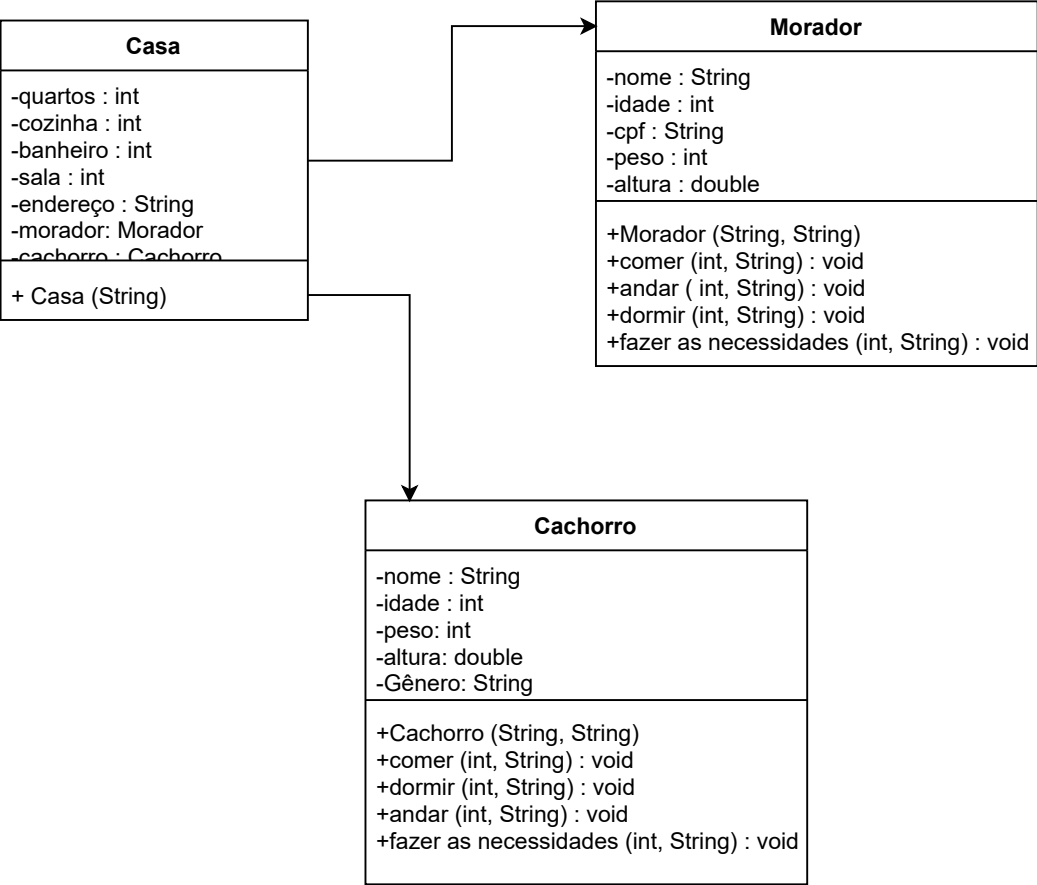 Casa
-quartos : int
-cozinha : int
-banheiro : int
-sala : int
-endereço : String
-morador: Morador
-cachorro : Cachorro
+ Casa (String)
Morador
-nome : String
-idade : int
-cpf : String
-peso : int
-altura : double
+Morador (String, String)
+comer (int, String) : void
+andar ( int, String) : void
+dormir (int, String) : void
+fazer as necessidades (int, String) : void
Cachorro
-nome : String
-idade : int
-peso: int
-altura: double
-Gênero: String
+Cachorro (String, String)
+comer (int, String) : void
+dormir (int, String) : void
+andar (int, String) : void
+fazer as necessidades (int, String) : void